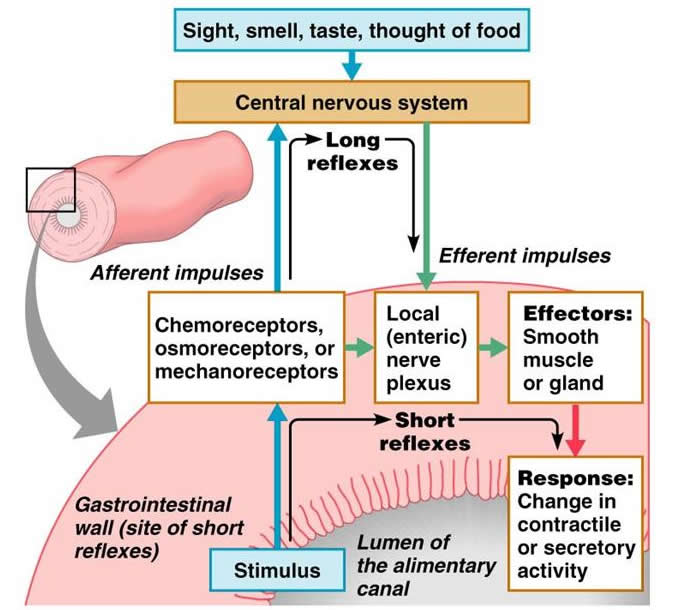 Sight, smell, taste, thought of food
Central nervous system
Long
reflexes
Afferent impulses
Efferent impulses
Chemoreceptors,
osmoreceptors, or
mechanoreceptors
Local
(enteric)
nerve
plexus
Effectors:
Smooth
muscle
or gland
Short
reflexes
Response:
Change in
contractile
or secretory
activity
Gastrointestinal
wall (site of short
reflexes)
Stimulus
Lumen of
the alimentary
canal